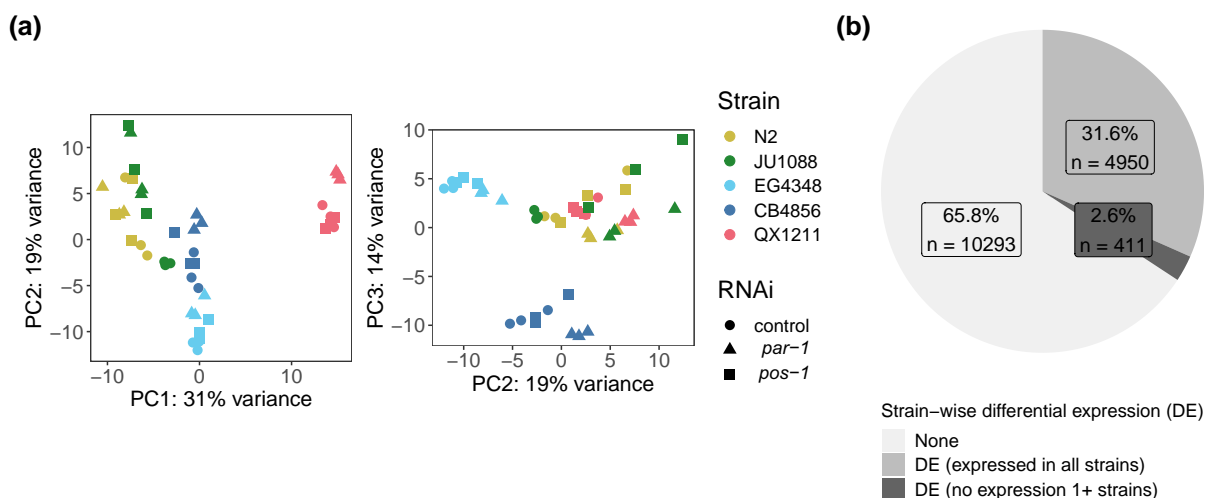 (a)
10
5
0
−5
−10
PC2: 19% variance
−10
0
10
PC1: 31% variance
10
5
0
−5
−10
PC3: 14% variance
−10
−5
0
5
10
PC2: 19% variance
Strain
N2
JU1088
EG4348
CB4856
QX1211
RNAi
control
par-1
pos-1
(b)
31.6%
n = 4950
65.8%
n = 10293
2.6%
n = 411
Strain−wise differential expression (DE)
None
DE (expressed in all strains)
DE (no expression 1+ strains)